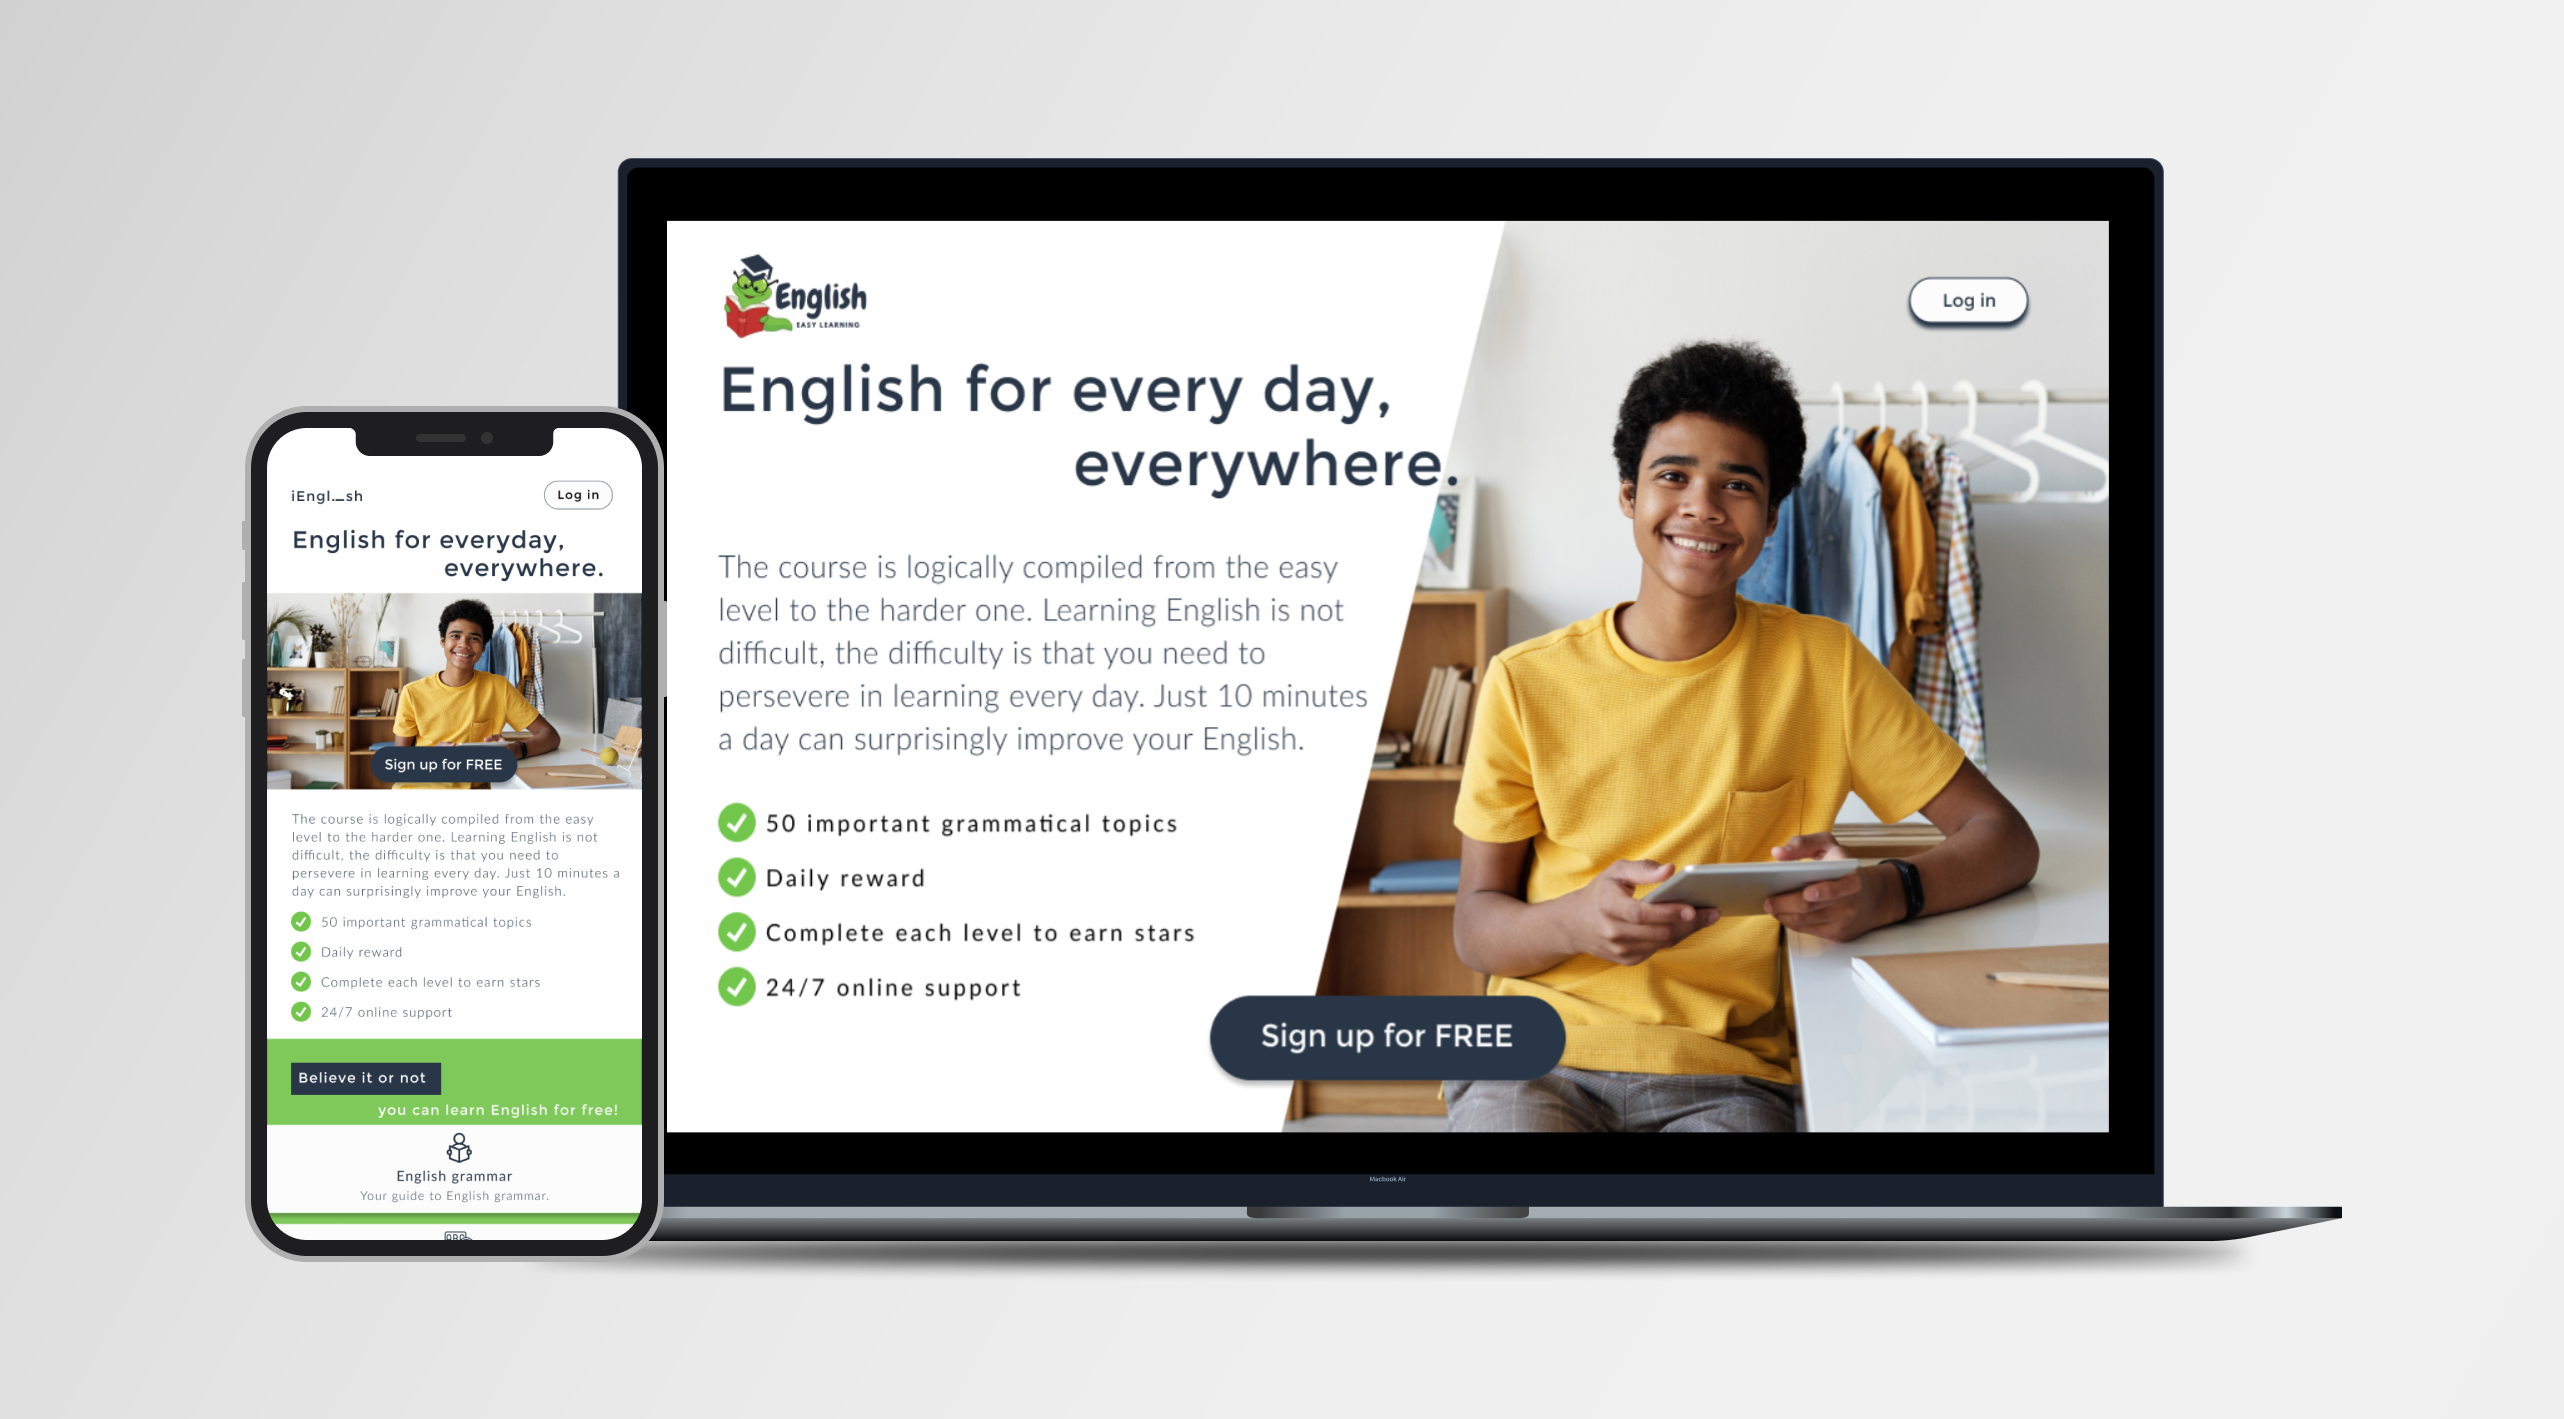 iEngl._sh
Log in
English for everyday,
everywhere.
Sign up for FREE
The course is logically compiled from the easy
level to the harder one. Learning English is not
difficult, the difficulty is that you need to
persevere in learning every day. Just 10 minutes a
day can surprisingly improve your English.
50 important grammatical topics
Daily reward
Complete each level to earn stars
24/7 online support
Believe it or not
you can learn English for free!
English grammar
Your guide to English grammar.
ABC
English
EASY LEARNING
Log in
English for every day,
everywhere.
The course is logically compiled from the easy
level to the harder one. Learning English is not
difficult, the difficulty is that you need to
persevere in learning every day. Just 10 minutes
a day can surprisingly improve your English.
50 important grammatical topics
Daily reward
Complete each level to earn stars
24/7 online support
Sign up for FREE
Macbook Air